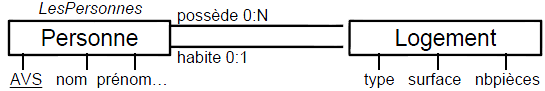 LesPersonnes
possède 0:N
Personne
Logement
habite 0:1
AVS nom prénom...
type surface nbpièces